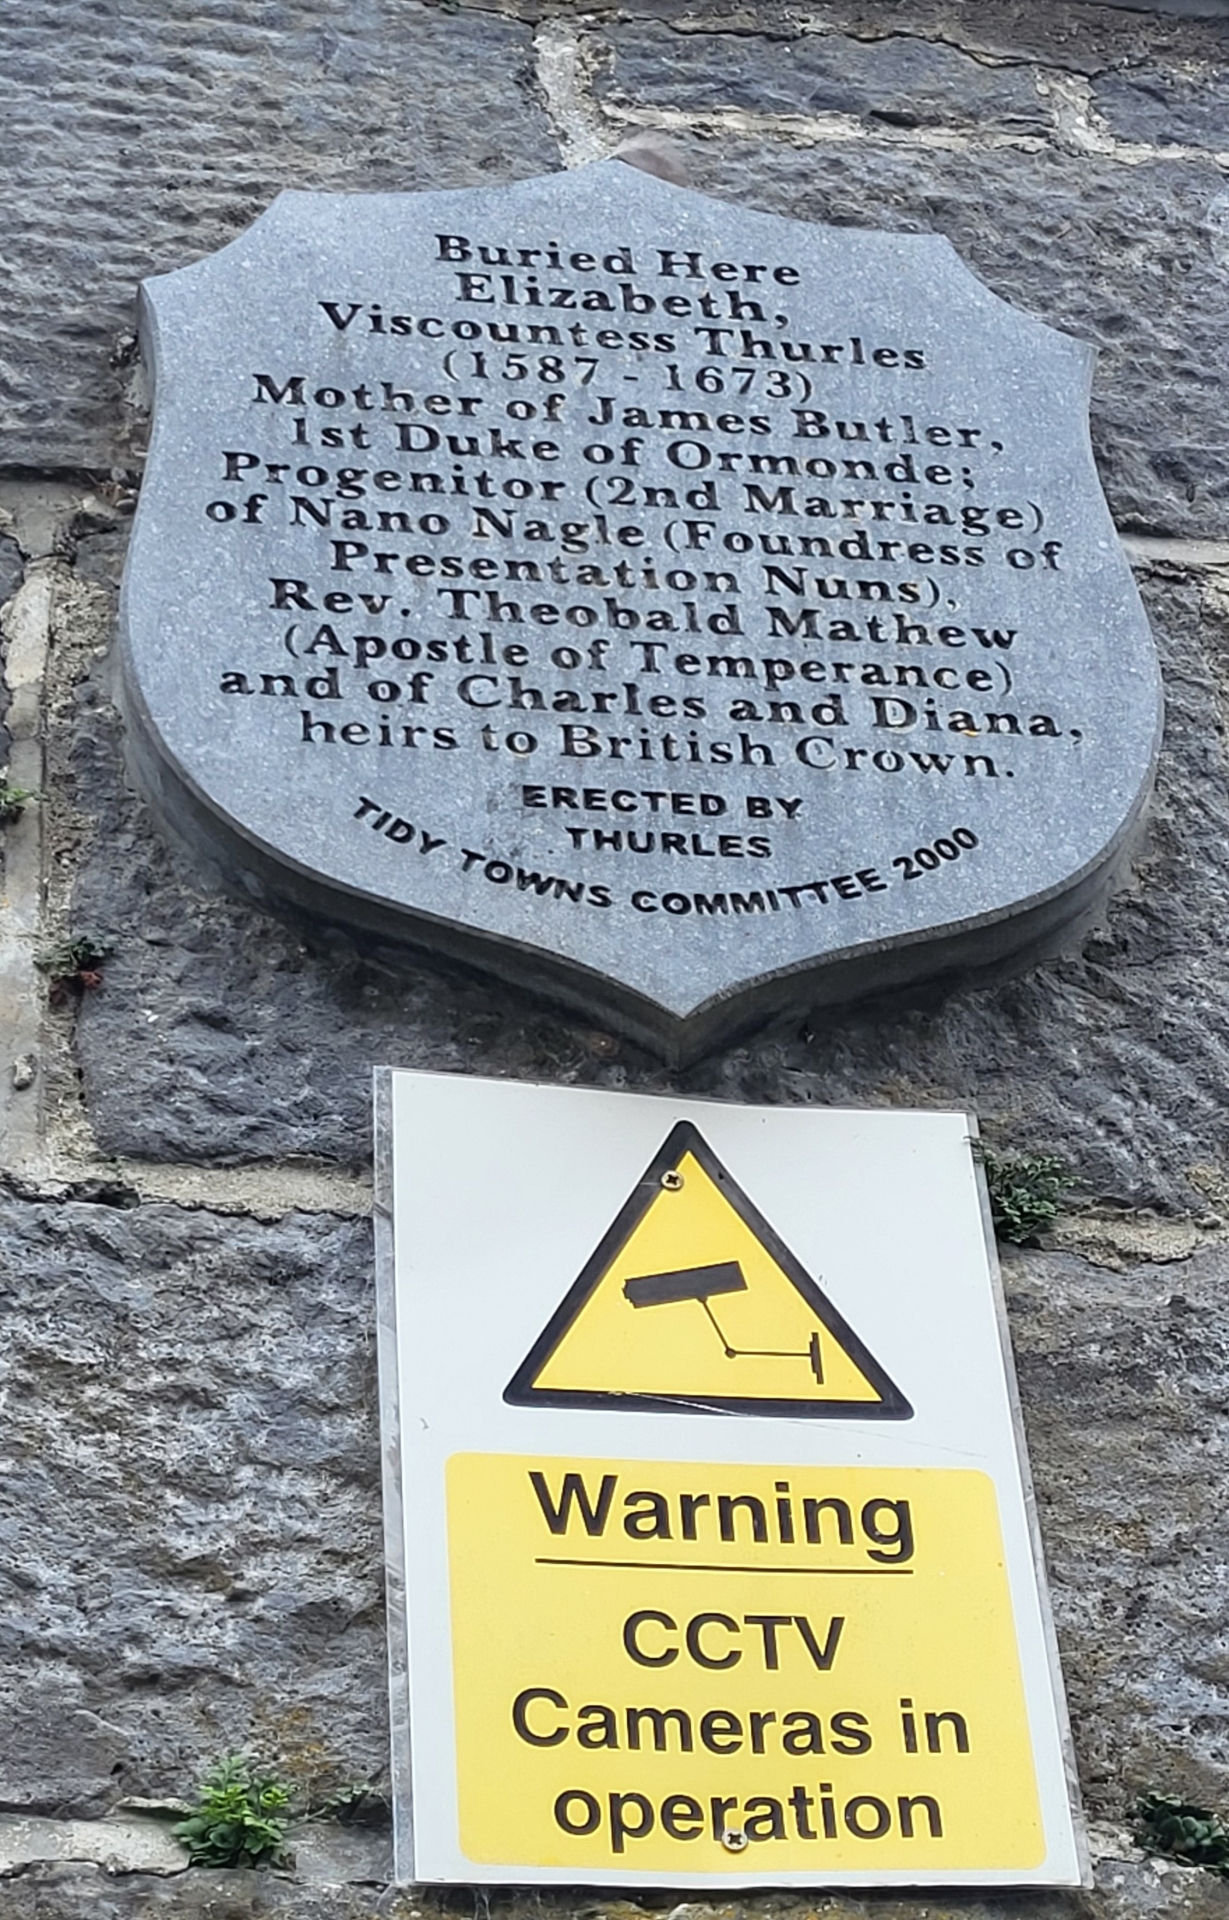 Buried Here
Elizabeth,
Viscountess Thurles
(1587 - 1673)
Mother of James Butler,
1st Duke of Ormonde;
Progenitor (2nd Marriage)
of Nano Nagle (Foundress of
Presentation Nuns),
Rev. Theobald Mathew
(Apostle of Temperance)
and of Charles and Diana,
heirs to British Crown.
ERECTED BY
THURLES
TIDY TOWNS COMMITTEE 2000
Warning
CCTV
Cameras in
operation